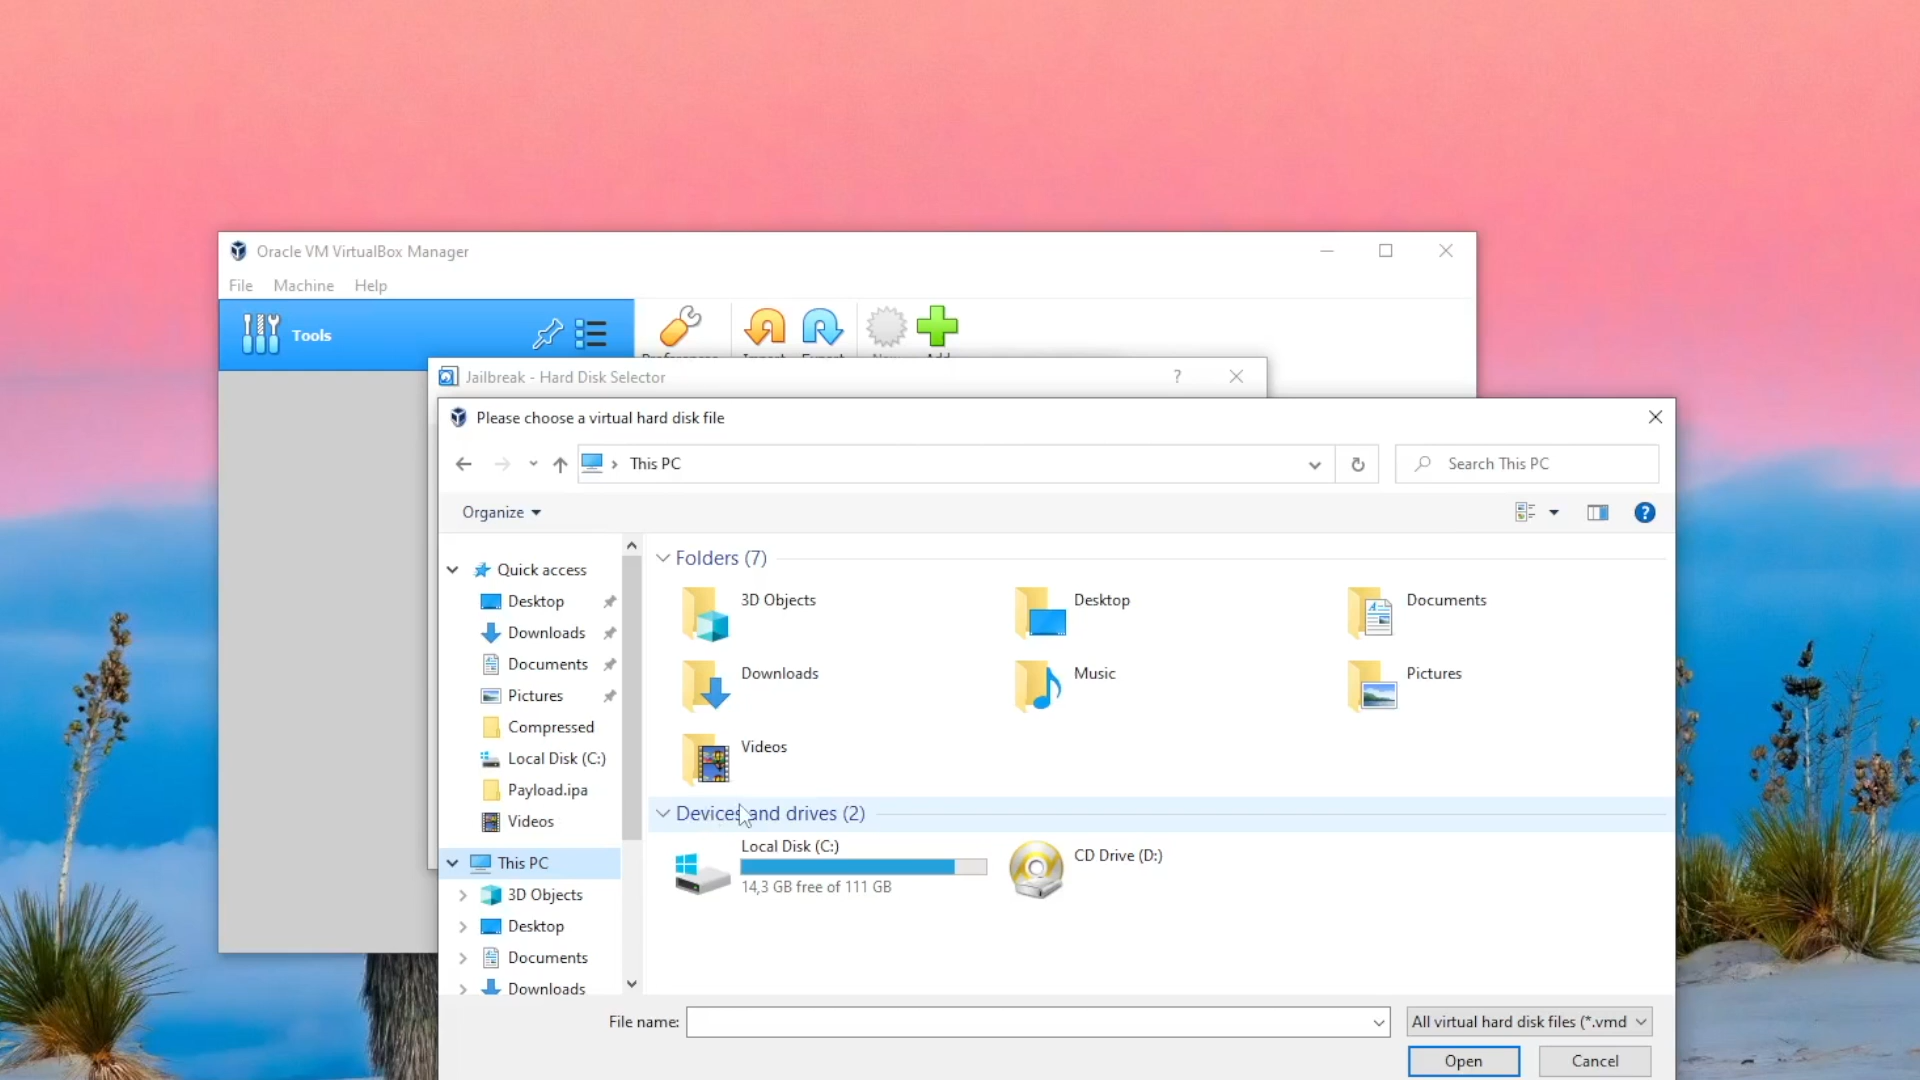 Oracle VM VirtualBox Manager
File Machine Help
Tools
Jailbreak - Hard Disk Selector
?
Please choose a virtual hard disk file
This PC
Search This PC
Organize
?
Quick access
Desktop
Downloads
Documents
Pictures
Compressed
Local Disk (C:)
Payload.ipa
Videos
This PC
3D Objects
Desktop
Documents
Downloads
Folders (7)
3D Objects
Desktop
Documents
Downloads
Music
Pictures
Videos
Devices and drives (2)
Local Disk (C:)
14,3 GB free of 111 GB
CD Drive (D:)
File name:
All virtual hard disk files (*.vmd
Open
Cancel